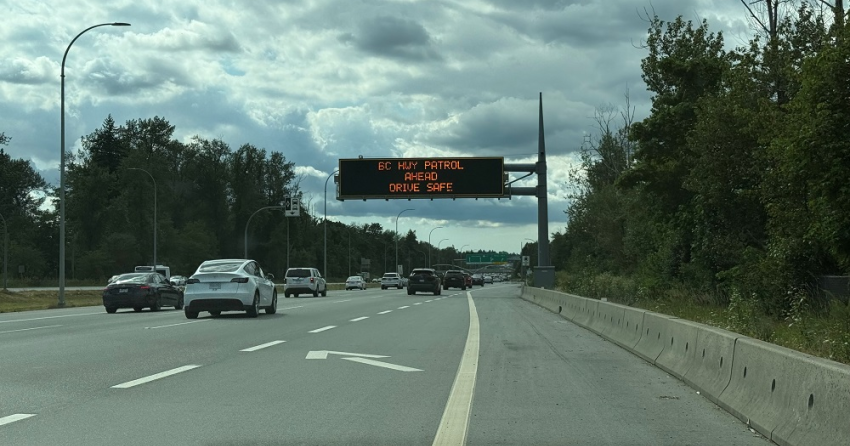 BC HWY PATROL
AHEAD
DRIVE SAFE